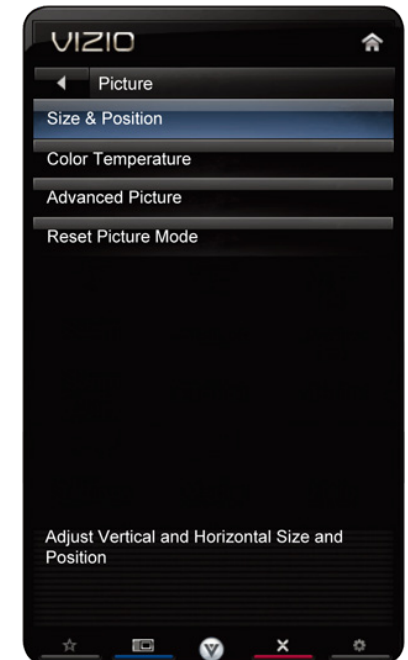 VIZIO
Picture
Size & Position
Color Temperature
Advanced Picture
Reset Picture Mode
Adjust Vertical and Horizontal Size and
Position
V